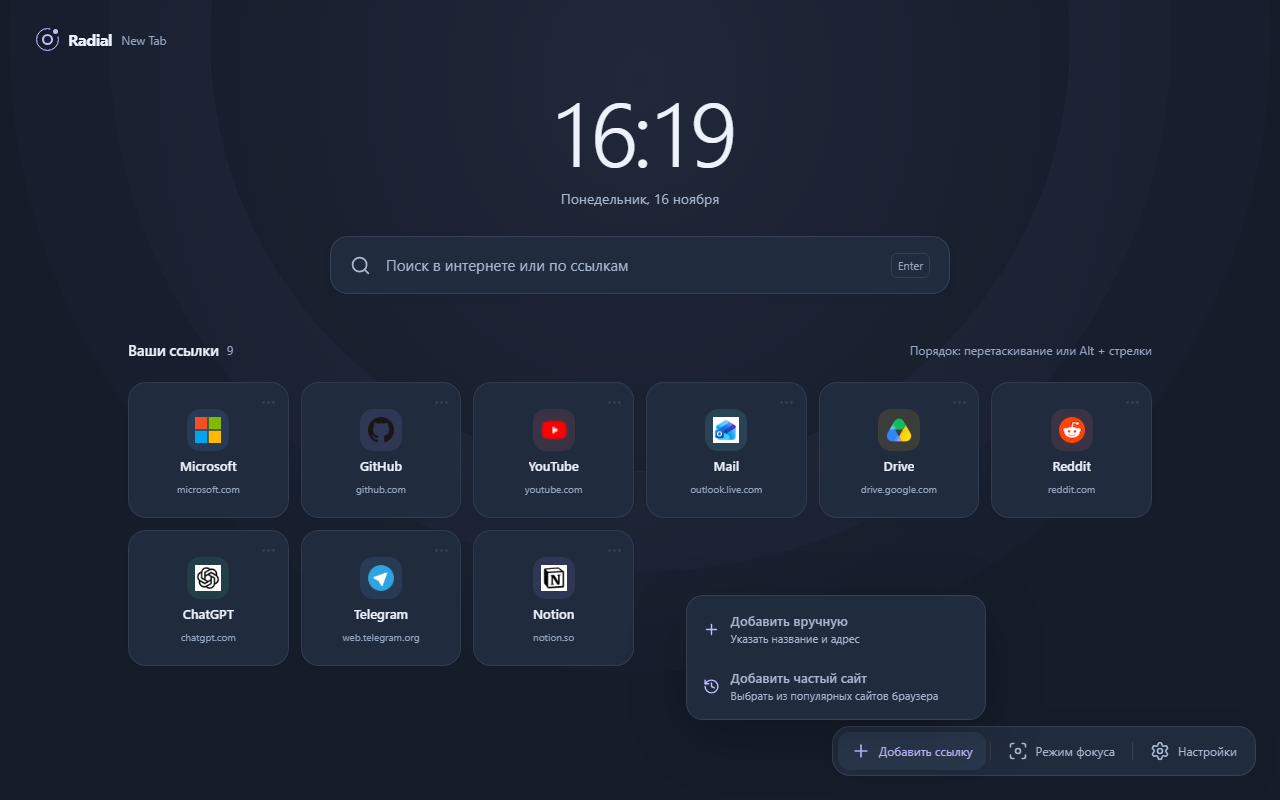 Radial New Tab
16:19
Понедельник, 16 ноября
Поиск в интернете или по ссылкам
Enter
Ваши ссылки 9
Порядок: перетаскивание или Alt + стрелки
Microsoft
microsoft.com
GitHub
github.com
YouTube
youtube.com
Mail
outlook.live.com
Drive
drive.google.com
Reddit
reddit.com
ChatGPT
chatgpt.com
Telegram
web.telegram.org
Notion
notion.so
Добавить вручную
Указать название и адрес
Добавить частый сайт
Выбрать из популярных сайтов браузера
Добавить ссылку
Режим фокуса
Настройки